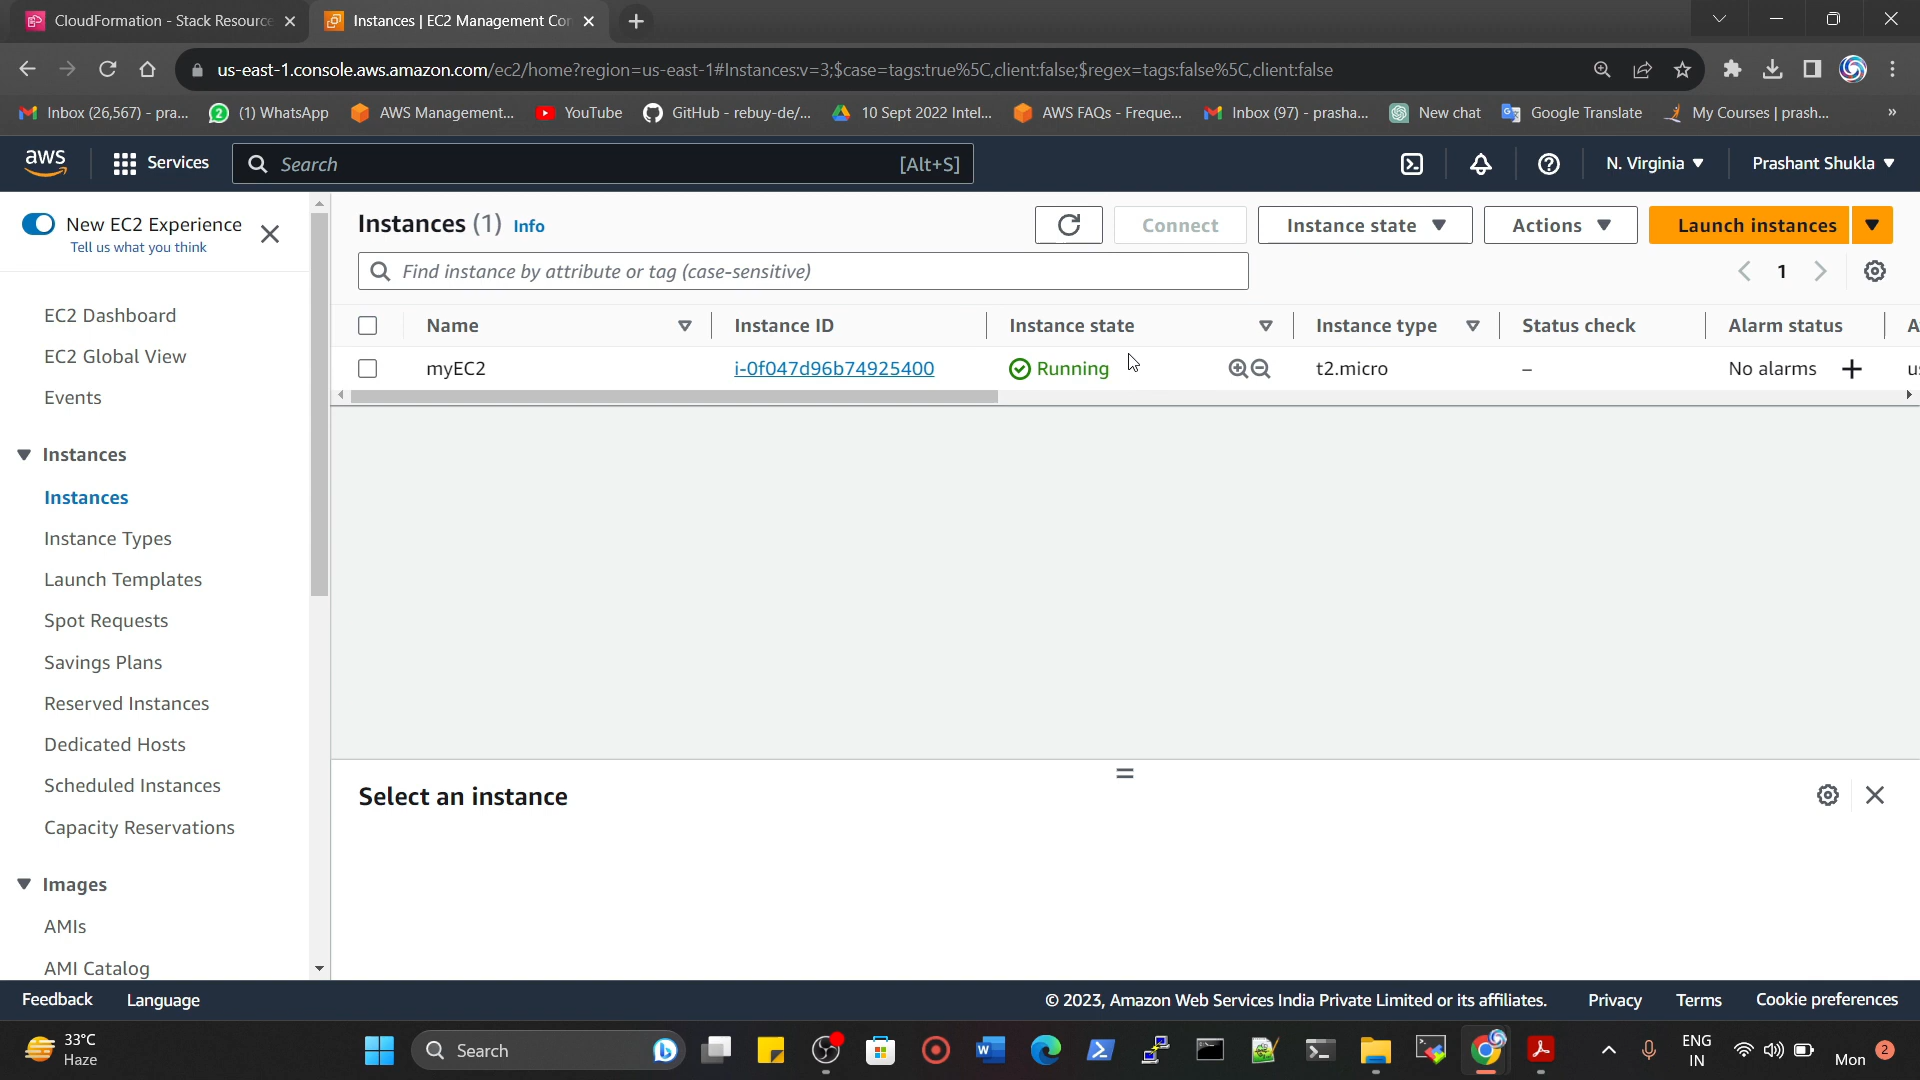 CloudFormation - Stack Resource
Instances | EC2 Management Con
us-east-1.console.aws.amazon.com/ec2/home?region=us-east-1#Instances:v=3;$case=tags:true%5C,client:false;$regex=tags:false%5C,client:false
Inbox (26,567) - pra... (1) WhatsApp AWS Management... YouTube GitHub - rebuy-de/... 10 Sept 2022 Intel... AWS FAQs - Freque... Inbox (97) - prasha... New chat Google Translate My Courses | prash... »
aws Services Search [Alt+S] N. Virginia Prashant Shukla
New EC2 Experience
Tell us what you think
EC2 Dashboard
EC2 Global View
Events
Instances
Instances
Instance Types
Launch Templates
Spot Requests
Savings Plans
Reserved Instances
Dedicated Hosts
Scheduled Instances
Capacity Reservations
Images
AMIs
AMI Catalog
Instances (1) Info Connect Instance state Actions Launch instances
Find instance by attribute or tag (case-sensitive) 1
Name Instance ID Instance state Instance type Status check Alarm status A
myEC2 i-0f047d96b74925400 Running t2.micro – No alarms + us
Select an instance
Feedback Language © 2023, Amazon Web Services India Private Limited or its affiliates. Privacy Terms Cookie preferences
33°C
Haze
Search
ENG
IN
Mon 2